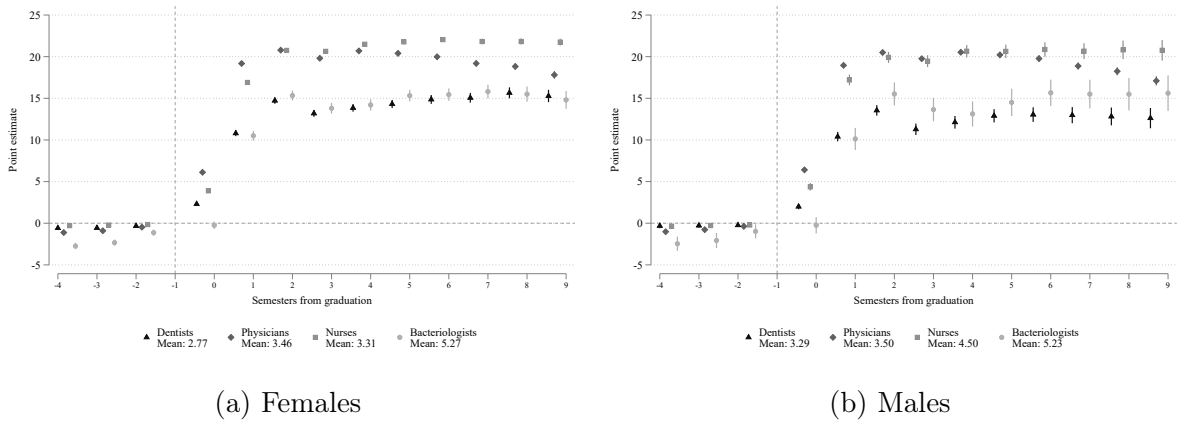 25
20
15
10
5
0
-5
Point estimate
-4 -3 -2 -1 0 1 2 3 4 5 6 7 8 9
Semesters from graduation
Dentists Physicians Nurses Bacteriologists
Mean: 2.77 Mean: 3.46 Mean: 3.31 Mean: 5.27
(a) Females
25
20
15
10
5
0
-5
Point estimate
-4 -3 -2 -1 0 1 2 3 4 5 6 7 8 9
Semesters from graduation
Dentists Physicians Nurses Bacteriologists
Mean: 3.29 Mean: 3.50 Mean: 4.50 Mean: 5.23
(b) Males